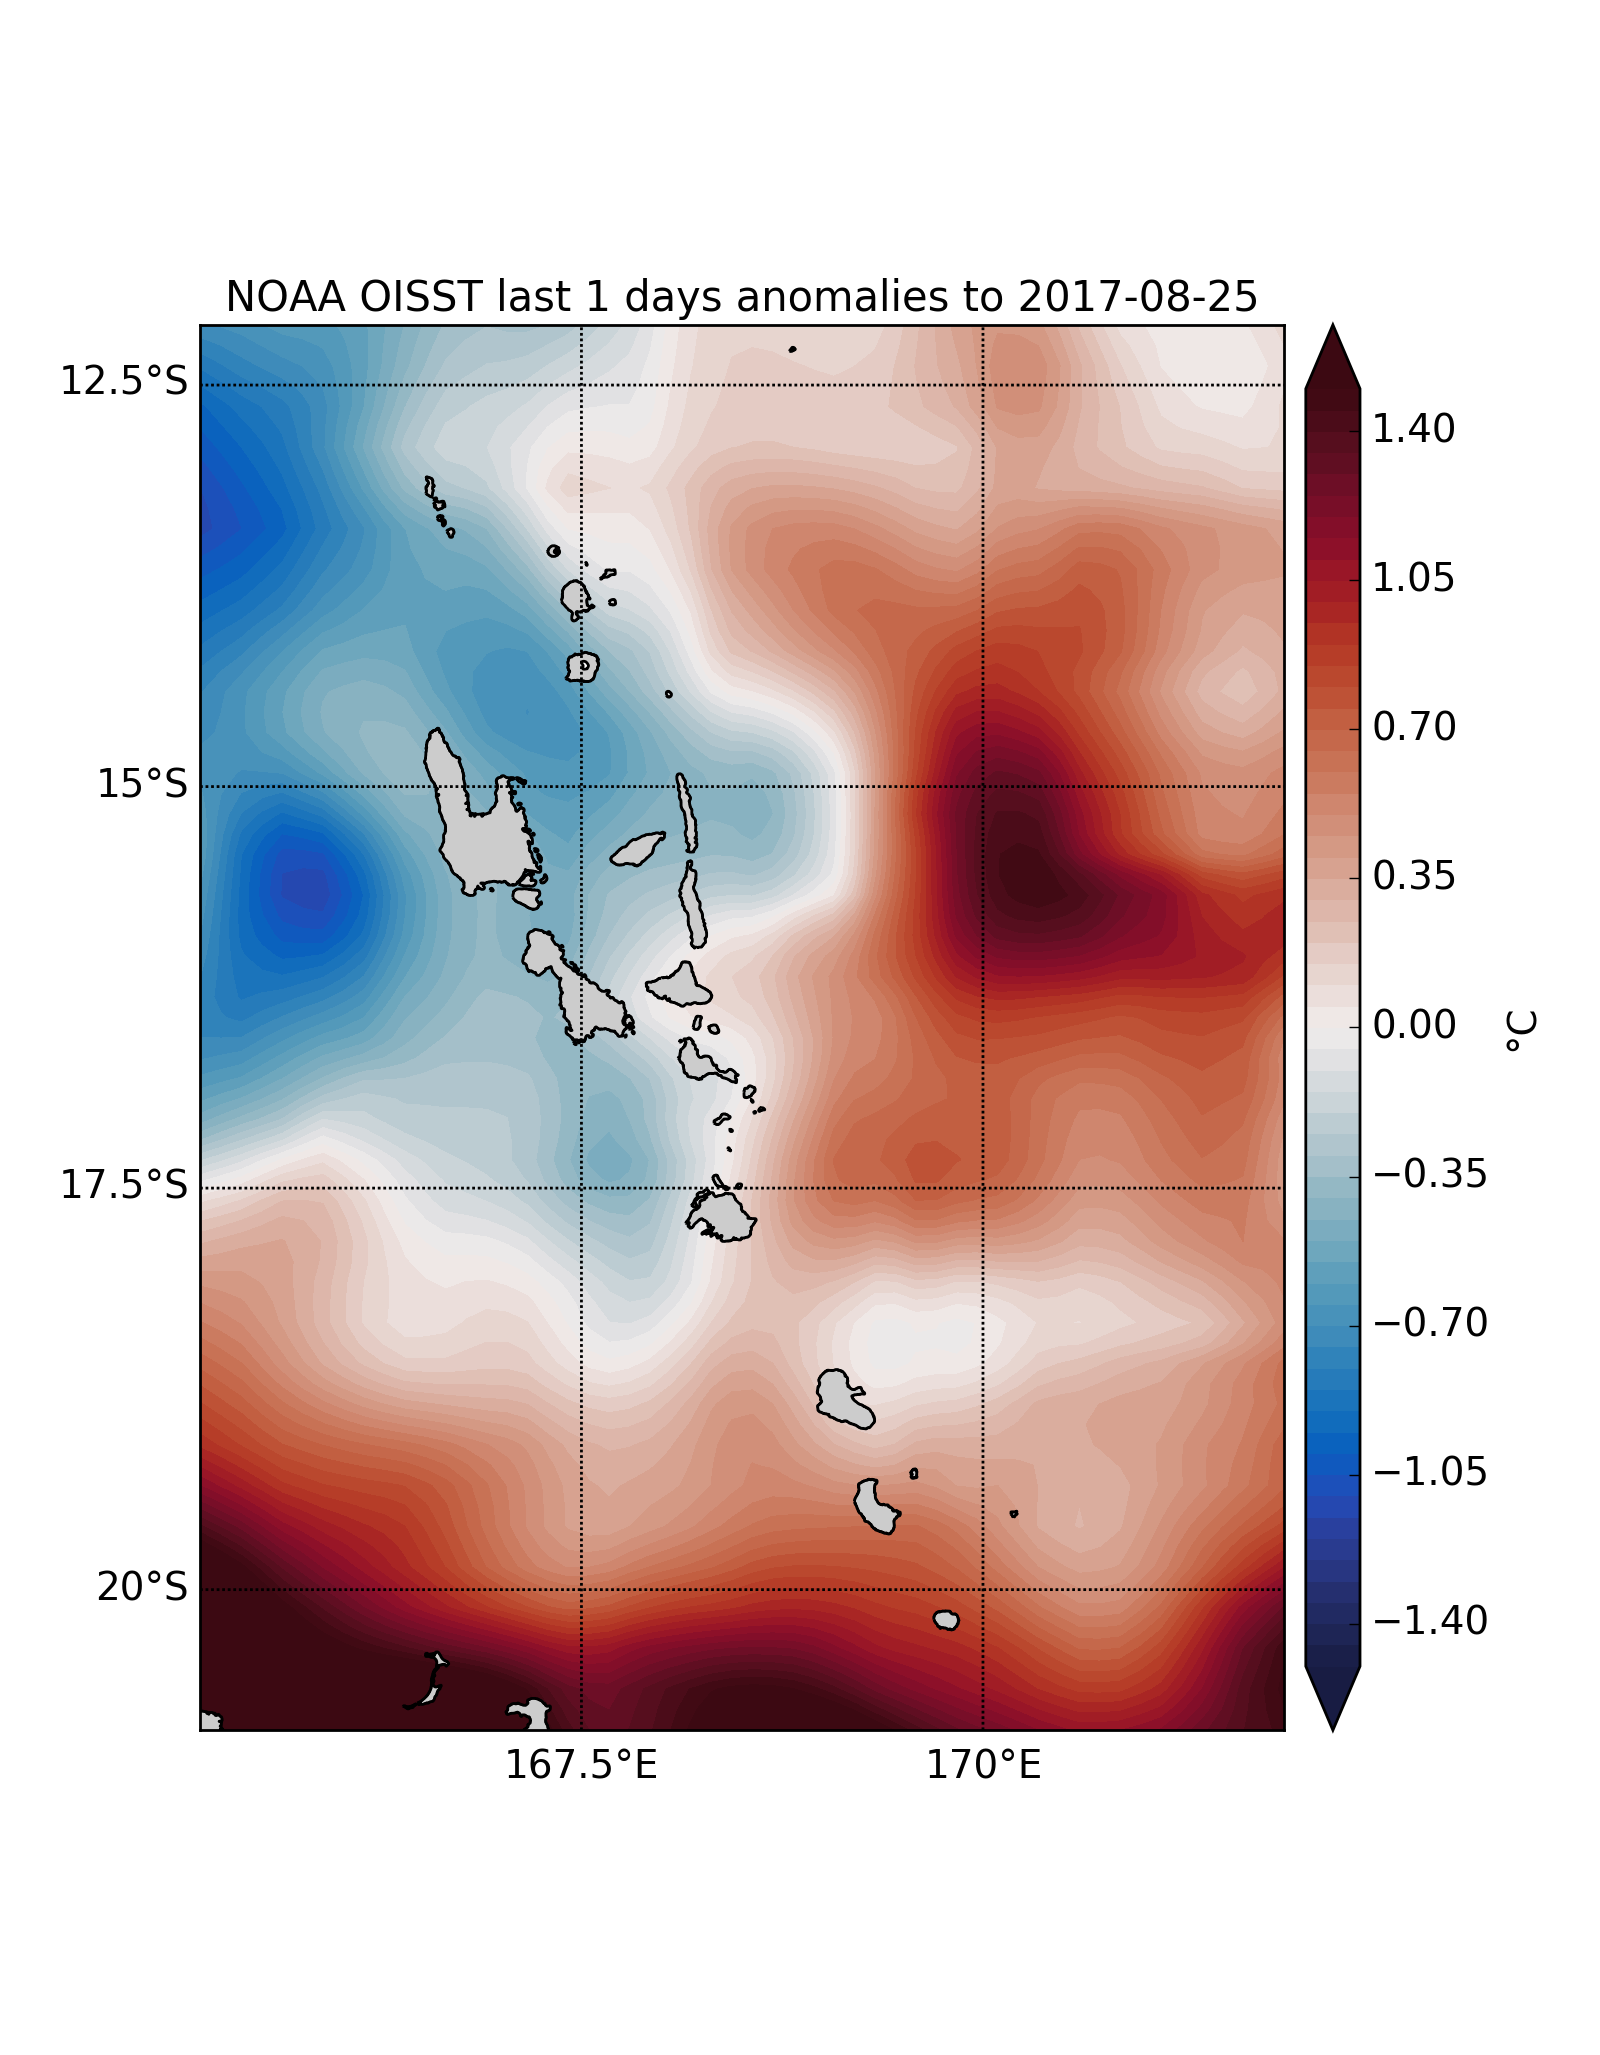 NOAA OISST last 1 days anomalies to 2017-08-25
12.5°S
15°S
17.5°S
20°S
167.5°E
170°E
1.40
1.05
0.70
0.35
0.00
−0.35
−0.70
−1.05
−1.40
°C